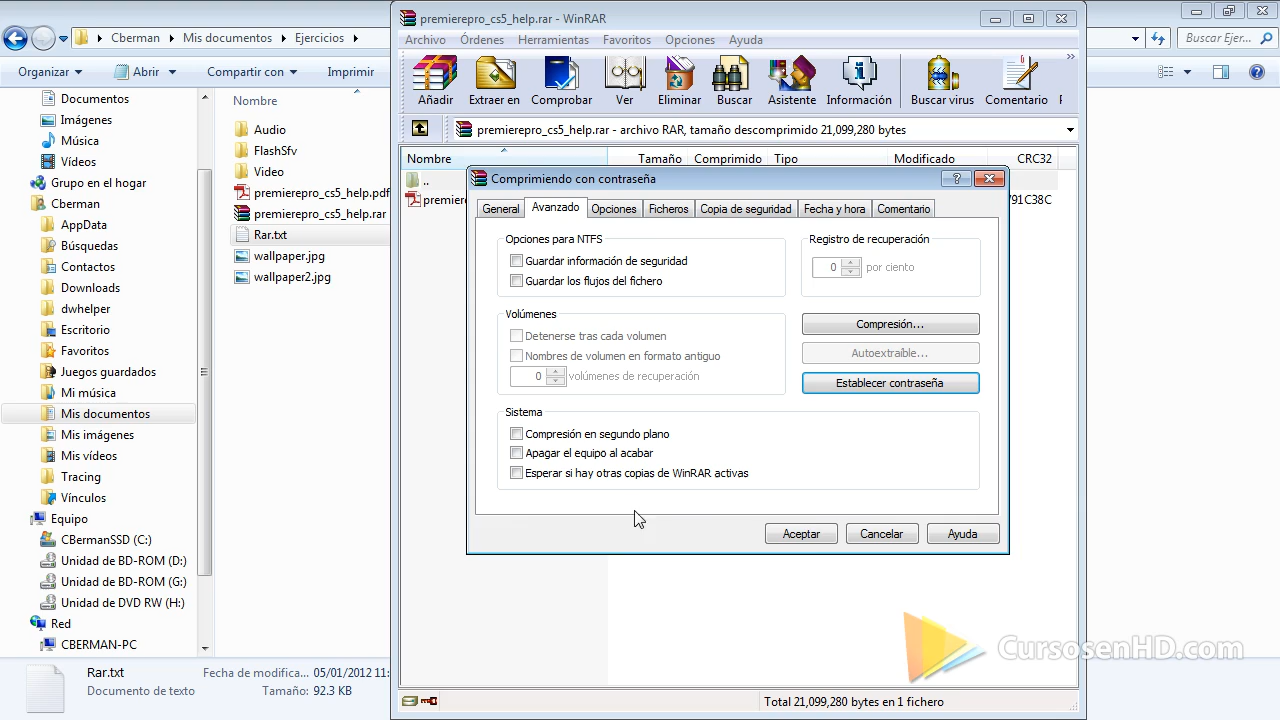 Cberman
Mis documentos
Ejercicios
Buscar Ejer...
Organizar
Abrir
Compartir con
Imprimir
Documentos
Imágenes
Música
Vídeos
Grupo en el hogar
Cberman
AppData
Búsquedas
Contactos
Downloads
dwhelper
Escritorio
Favoritos
Juegos guardados
Mi música
Mis documentos
Mis imágenes
Mis vídeos
Tracing
Vínculos
Equipo
CBermanSSD (C:)
Unidad de BD-ROM (D:)
Unidad de BD-ROM (G:)
Unidad de DVD RW (H:)
Red
CBERMAN-PC
Nombre
Audio
FlashSfv
Video
premierepro_cs5_help.pdf
premierepro_cs5_help.rar
Rar.txt
wallpaper.jpg
wallpaper2.jpg
Rar.txt
Documento de texto
Fecha de modifica...
05/01/2012 11:
Tamaño: 92.3 KB
premierepro_cs5_help.rar - WinRAR
Archivo Órdenes Herramientas Favoritos Opciones Ayuda
Añadir Extraer en Comprobar Ver Eliminar Buscar Asistente Información Buscar virus Comentario
premierepro_cs5_help.rar - archivo RAR, tamaño descomprimido 21,099,280 bytes
Nombre Tamaño Comprimido Tipo Modificado CRC32
..
premiere
791C38C
Comprimiendo con contraseña
General Avanzado Opciones Ficheros Copia de seguridad Fecha y hora Comentario
Opciones para NTFS
Guardar información de seguridad
Guardar los flujos del fichero
Registro de recuperación
0 por ciento
Volúmenes
Detenerse tras cada volumen
Nombres de volumen en formato antiguo
0 volúmenes de recuperación
Compresión...
Autoextraíble...
Establecer contraseña
Sistema
Compresión en segundo plano
Apagar el equipo al acabar
Esperar si hay otras copias de WinRAR activas
Aceptar Cancelar Ayuda
CursosenHD.com
Total 21,099,280 bytes en 1 fichero